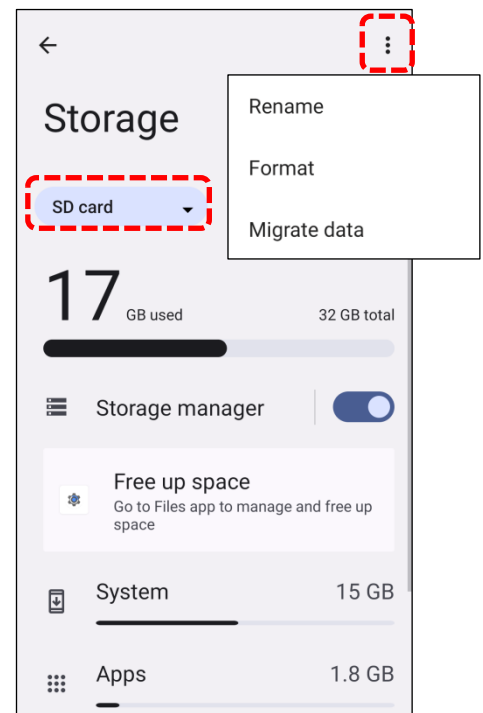 Storage
Rename
Format
Migrate data
SD card
17 GB used
32 GB total
Storage manager
Free up space
Go to Files app to manage and free up
space
System
15 GB
Apps
1.8 GB